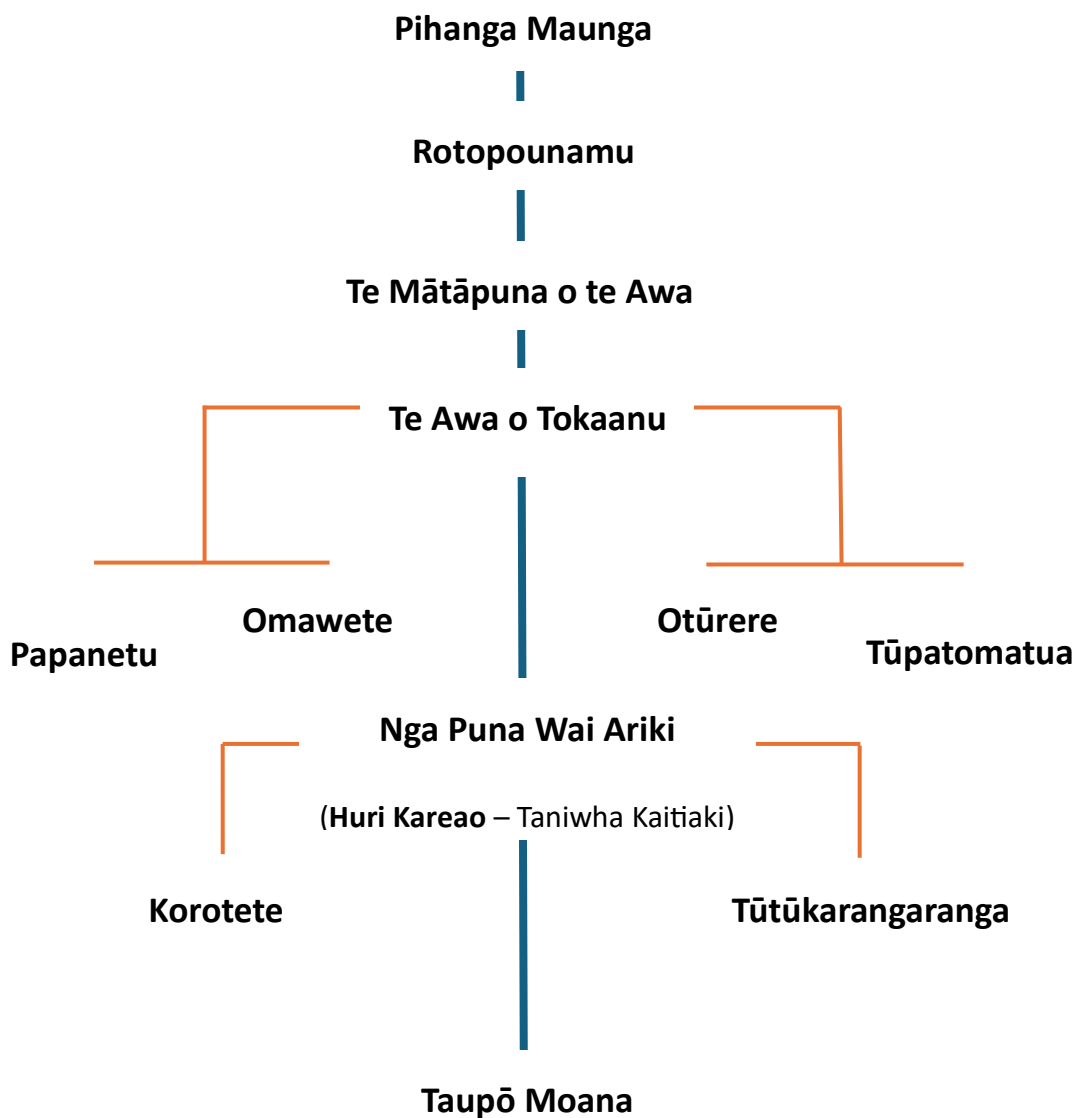 Pihanga Maunga
Rotopounamu
Te Mātāpuna o te Awa
Te Awa o Tokaanu
Papanetu
Omawete
Otūrere
Tūpatomatua
Nga Puna Wai Ariki
(Huri Kareao – Taniwha Kaitiaki)
Korotete
Tūtūkarangaranga
Taupō Moana